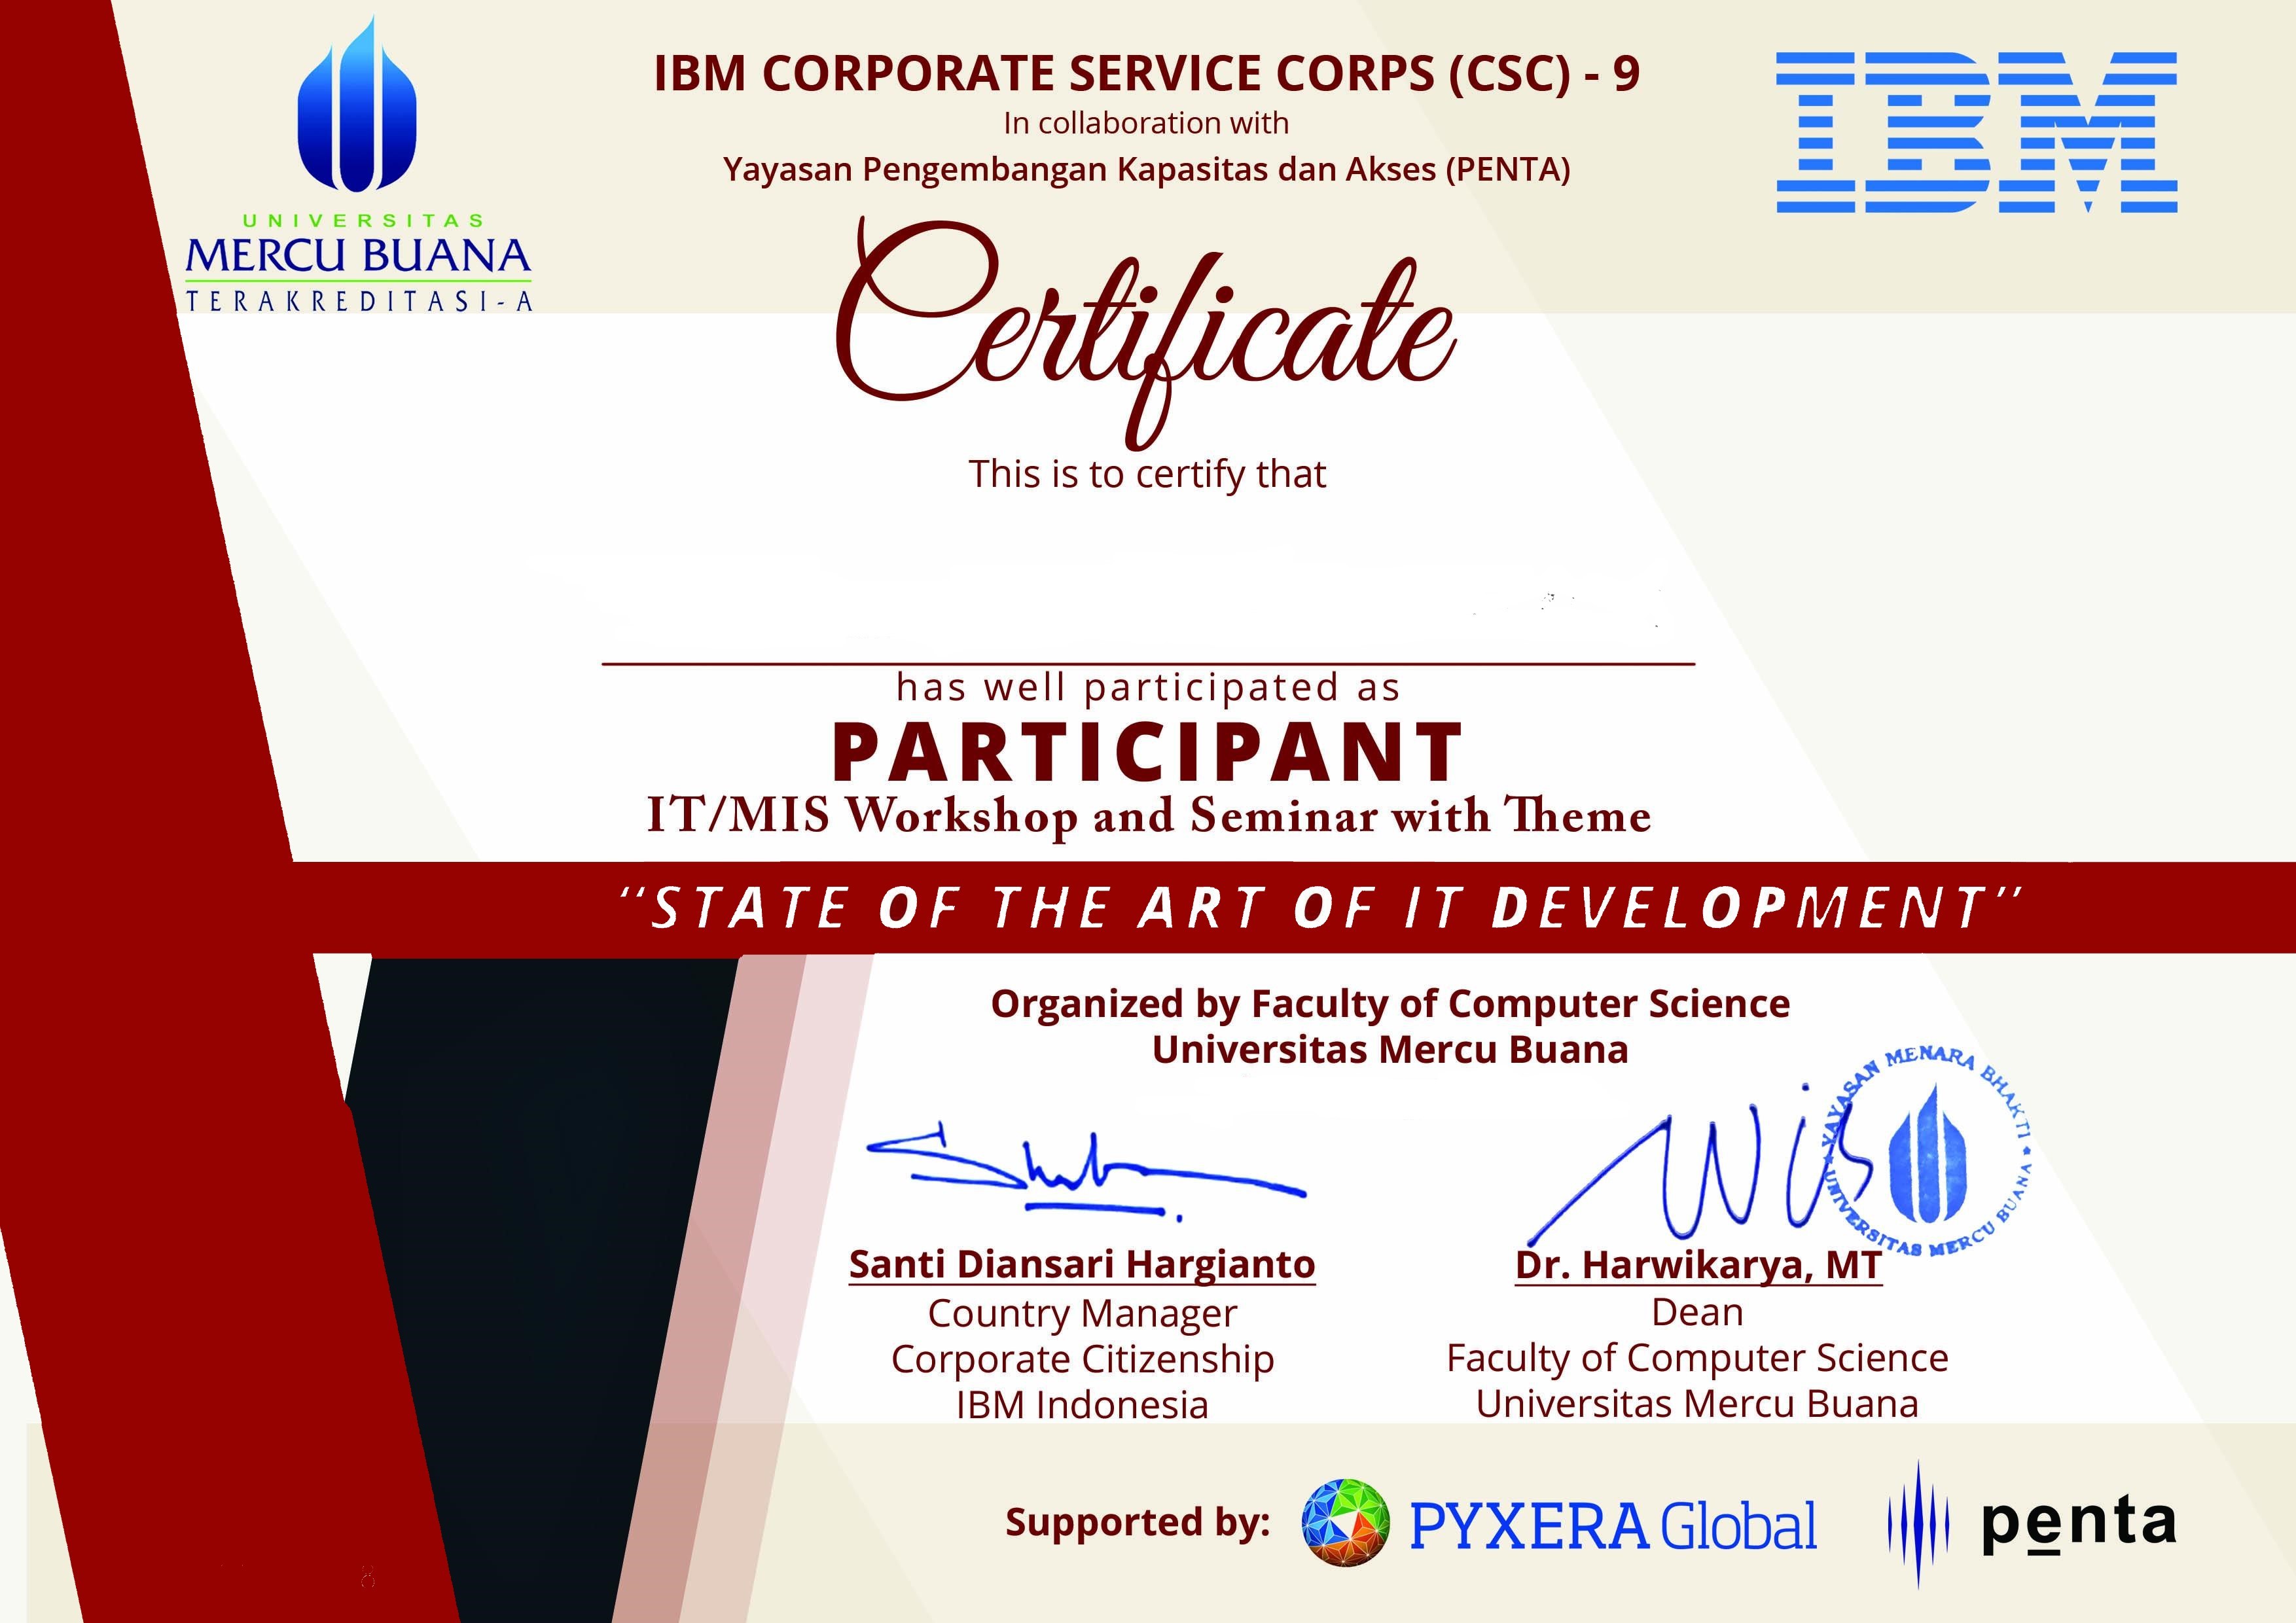 UNIVERSITAS
MERCU BUANA
TERAKREDITASI-A
IBM CORPORATE SERVICE CORPS (CSC) - 9
In collaboration with
Yayasan Pengembangan Kapasitas dan Akses (PENTA)
IBM
Certificate
This is to certify that
has well participated as
PARTICIPANT
IT/MIS Workshop and Seminar with Theme
“STATE OF THE ART OF IT DEVELOPMENT”
Organized by Faculty of Computer Science
Universitas Mercu Buana
YAYASAN MENARA BHAKTI
UNIVERSITAS MERCU BUANA
Santi Diansari Hargianto
Country Manager
Corporate Citizenship
IBM Indonesia
Wis
Dr. Harwikarya, MT
Dean
Faculty of Computer Science
Universitas Mercu Buana
Supported by:
PYXERA Global
penta